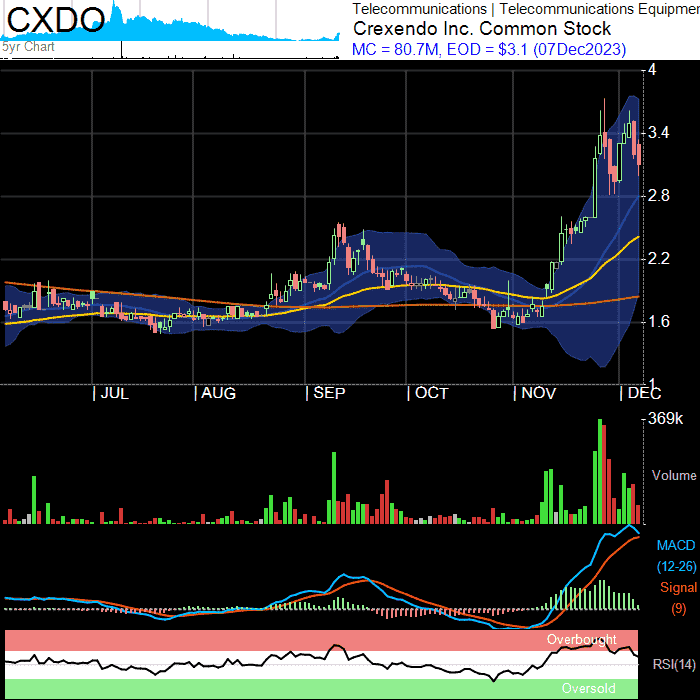 CXDO
5yr Chart
Telecommunications | Telecommunications Equipmen
Crexendo Inc. Common Stock
MC = 80.7M, EOD = $3.1 (07Dec2023)
4
3.4
2.8
2.2
1.6
1
JUL
AUG
SEP
OCT
NOV
DEC
369k
Volume
MACD
(12-26)
Signal
(9)
Overbought
RSI(14)
Oversold